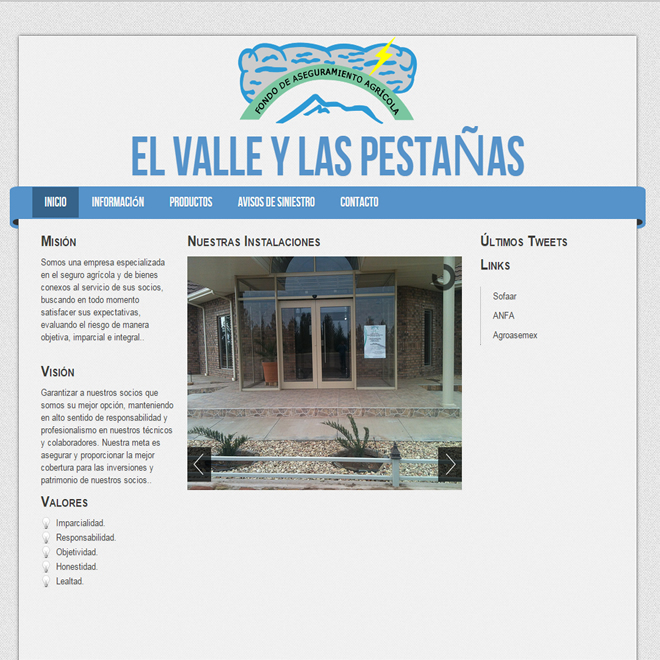 FONDO DE ASEGURAMIENTO AGRÍCOLA
EL VALLE Y LAS PESTAÑAS
INICIO INFORMACIÓN PRODUCTOS AVISOS DE SINIESTRO CONTACTO
Misión
Somos una empresa especializada
en el seguro agrícola y de bienes
conexos al servicio de sus socios,
buscando en todo momento
satisfacer sus expectativas,
evaluando el riesgo de manera
objetiva, imparcial e integral..
Visión
Garantizar a nuestros socios que
somos su mejor opción, manteniendo
en alto sentido de responsabilidad y
profesionalismo en nuestros técnicos
y colaboradores. Nuestra meta es
asegurar y proporcionar la mejor
cobertura para las inversiones y
patrimonio de nuestros socios..
Valores
Imparcialidad.
Responsabilidad.
Objetividad.
Honestidad.
Lealtad.
Nuestras Instalaciones
Últimos Tweets
Links
Sofaar
ANFA
Agroasemex